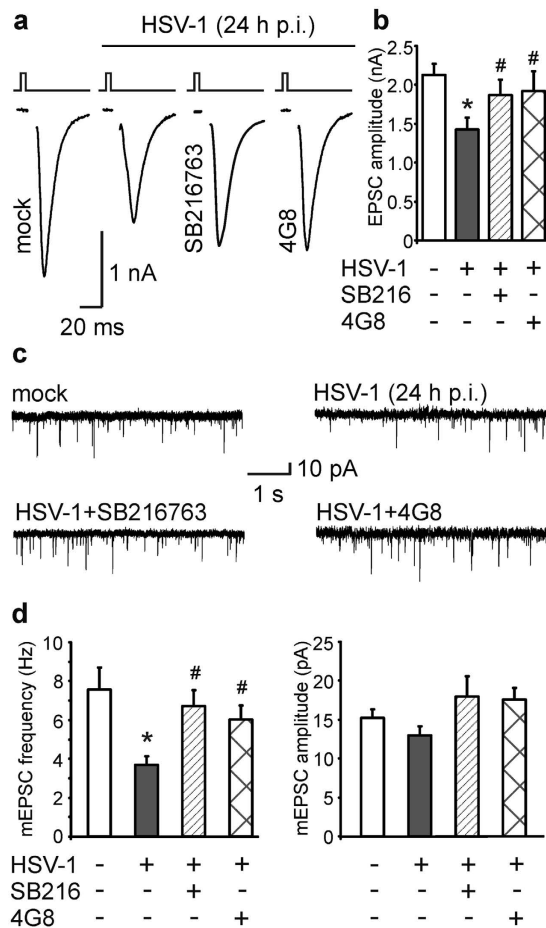 a
HSV-1 (24 h p.i.)
mock
SB216763
4G8
1 nA
20 ms
b
EPSC amplitude (nA)
2.5
2.0
1.5
1.0
0.5
0
*
#
#
HSV-1 - + + +
SB216 - - + -
4G8 - - - +
c
mock
HSV-1 (24 h p.i.)
10 pA
1 s
HSV-1+SB216763
HSV-1+4G8
d
mEPSC frequency (Hz)
10
8
6
4
2
0
*
#
#
HSV-1 - + + +
SB216 - - + -
4G8 - - - +
mEPSC amplitude (pA)
25
20
15
10
5
0
- + + +
- - + -
- - - +